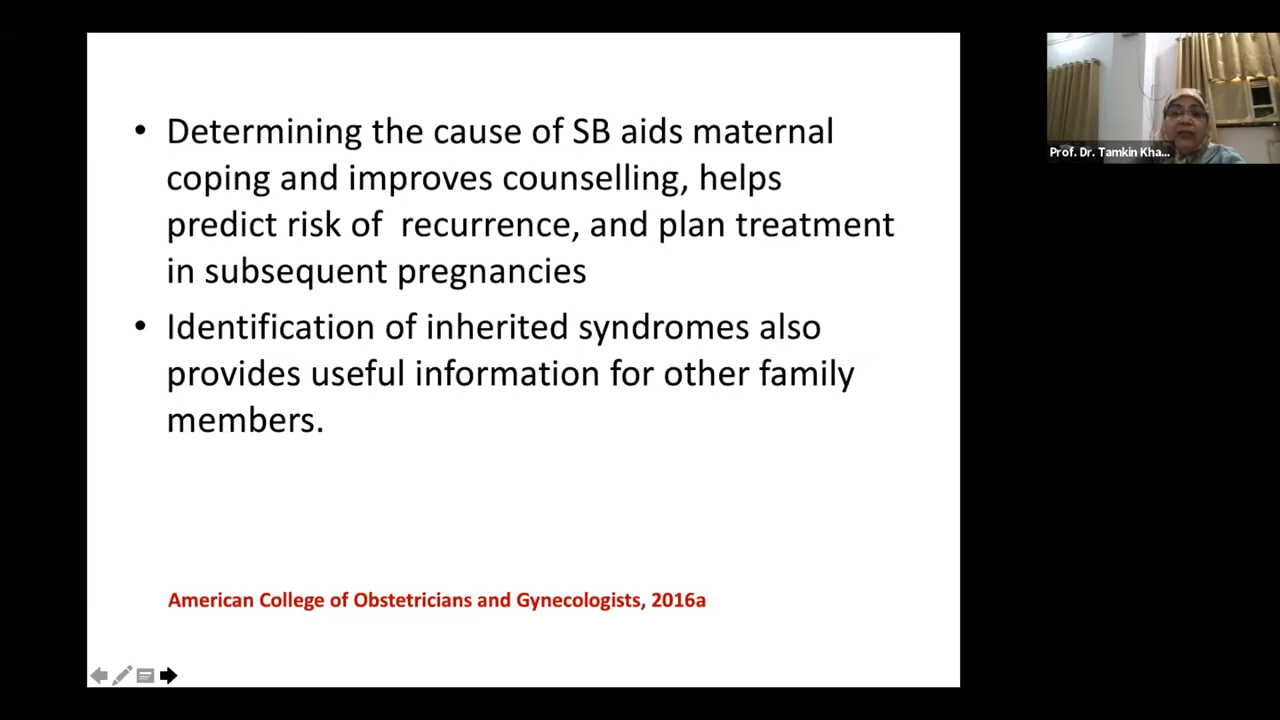 • Determining the cause of SB aids maternal
coping and improves counselling, helps
predict risk of recurrence, and plan treatment
in subsequent pregnancies
• Identification of inherited syndromes also
provides useful information for other family
members.
American College of Obstetricians and Gynecologists, 2016a
Prof. Dr. Tamkin Kha...